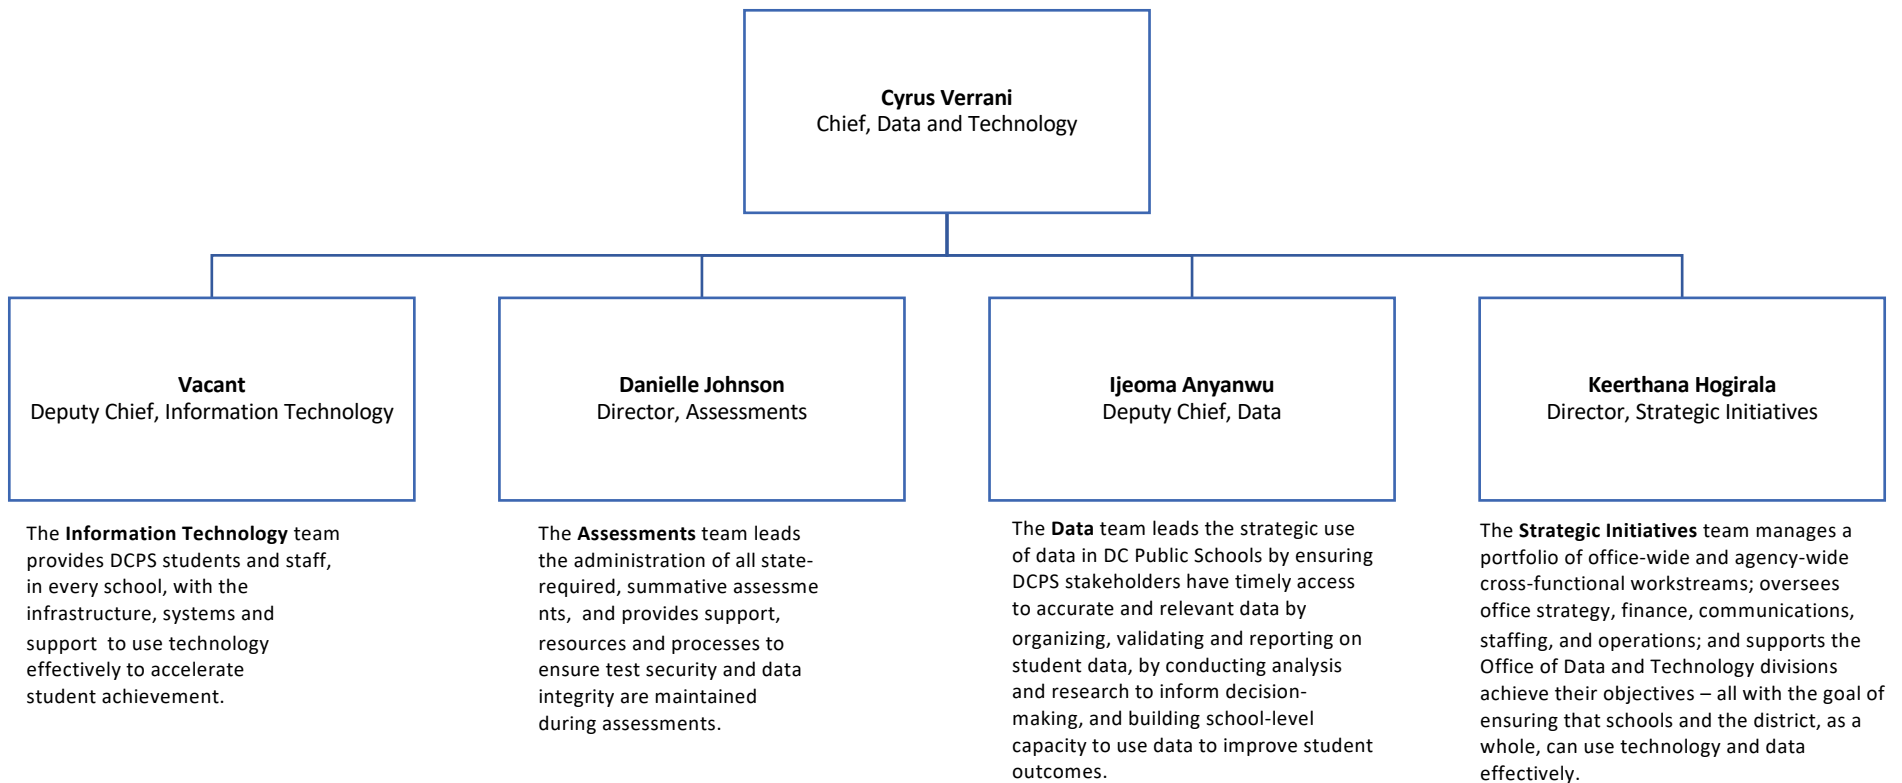 Cyrus Verrani
Chief, Data and Technology
Vacant
Deputy Chief, Information Technology
Danielle Johnson
Director, Assessments
Ijeoma Anyanwu
Deputy Chief, Data
Keerthana Hogirala
Director, Strategic Initiatives
The Information Technology team
provides DCPS students and staff,
in every school, with the
infrastructure, systems and
support to use technology
effectively to accelerate
student achievement.
The Assessments team leads
the administration of all state-
required, summative assessme
nts, and provides support,
resources and processes to
ensure test security and data
integrity are maintained
during assessments.
The Data team leads the strategic use
of data in DC Public Schools by ensuring
DCPS stakeholders have timely access
to accurate and relevant data by
organizing, validating and reporting on
student data, by conducting analysis
and research to inform decision-
making, and building school-level
capacity to use data to improve student
outcomes.
The Strategic Initiatives team manages a
portfolio of office-wide and agency-wide
cross-functional workstreams; oversees
office strategy, finance, communications,
staffing, and operations; and supports the
Office of Data and Technology divisions
achieve their objectives – all with the goal of
ensuring that schools and the district, as a
whole, can use technology and data
effectively.